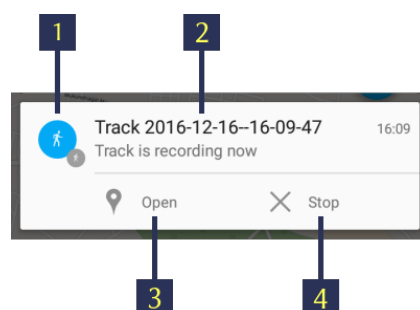 1 2
Track 2016-12-16--16-09-47 16:09
Track is recording now
Open Stop
3 4